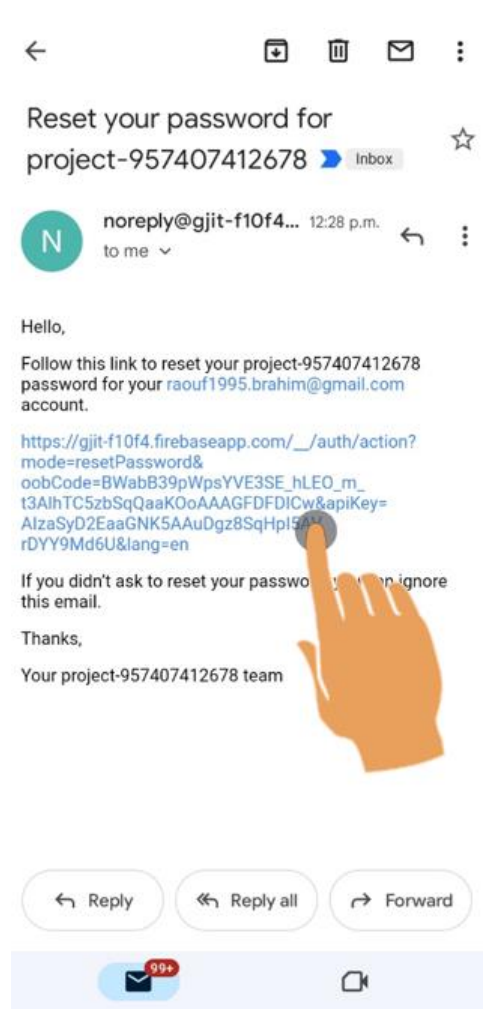 Reset your password for
project-957407412678 Inbox
N
noreply@gjit-f10f4... 12:28 p.m.
to me
Hello,
Follow this link to reset your project-957407412678
password for your raouf1995.brahim@gmail.com
account.
https://gjit-f10f4.firebaseapp.com/__/auth/action?
mode=resetPassword&
oobCode=BWabB39pWpsYVE3SE_hLEO_m_
t3AlhTC5zbSqQaaKOoAAAGFDFDICw&apiKey=
AIzaSyD2EaaGNK5AAuDgz8SqHpI5AV
rDYY9Md6U&lang=en
If you didn't ask to reset your ignore
this email.
Thanks,
Your project-957407412678 team
Reply Reply all Forward
99+